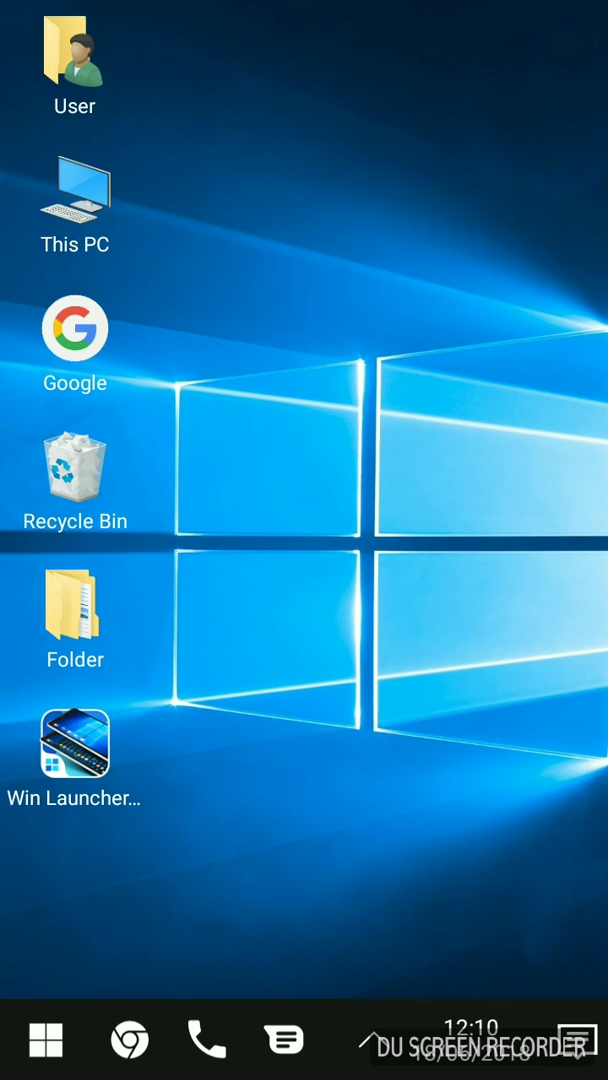 User
This PC
Google
Recycle Bin
Folder
Win Launcher...
12:10
DU SCREEN RECORDER